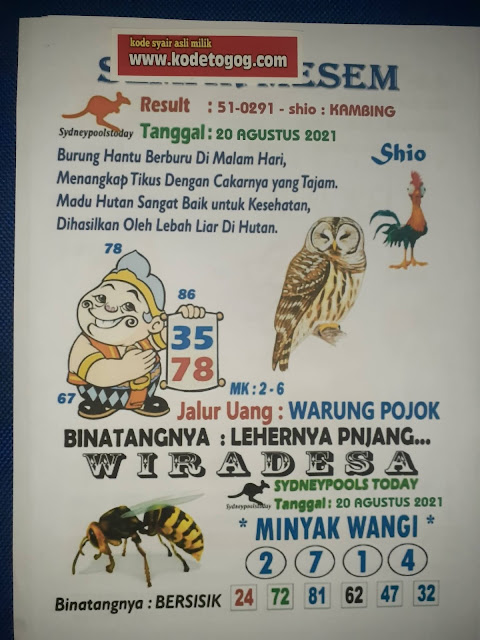 kode syair asli milik
www.kodetogog.com
MESEM
Result : 51-0291 - shio : KAMBING
Sydneypoolstoday
Tanggal : 20 AGUSTUS 2021
Burung Hantu Berburu Di Malam Hari,
Menangkap Tikus Dengan Cakarnya yang Tajam.
Madu Hutan Sangat Baik untuk Kesehatan,
Dihasilkan Oleh Lebah Liar Di Hutan.
Shio
78
86
35
78
67
MK : 2 - 6
Jalur Uang : WARUNG POJOK
BINATANGNYA : LEHERNYA PNJANG...
WIRADESA
SYDNEYPOOLS TODAY
Sydneypoolstoday
Tanggal : 20 AGUSTUS 2021
* MINYAK WANGI *
2 7 1 4
Binatangnya : BERSISIK 24 72 81 62 47 32